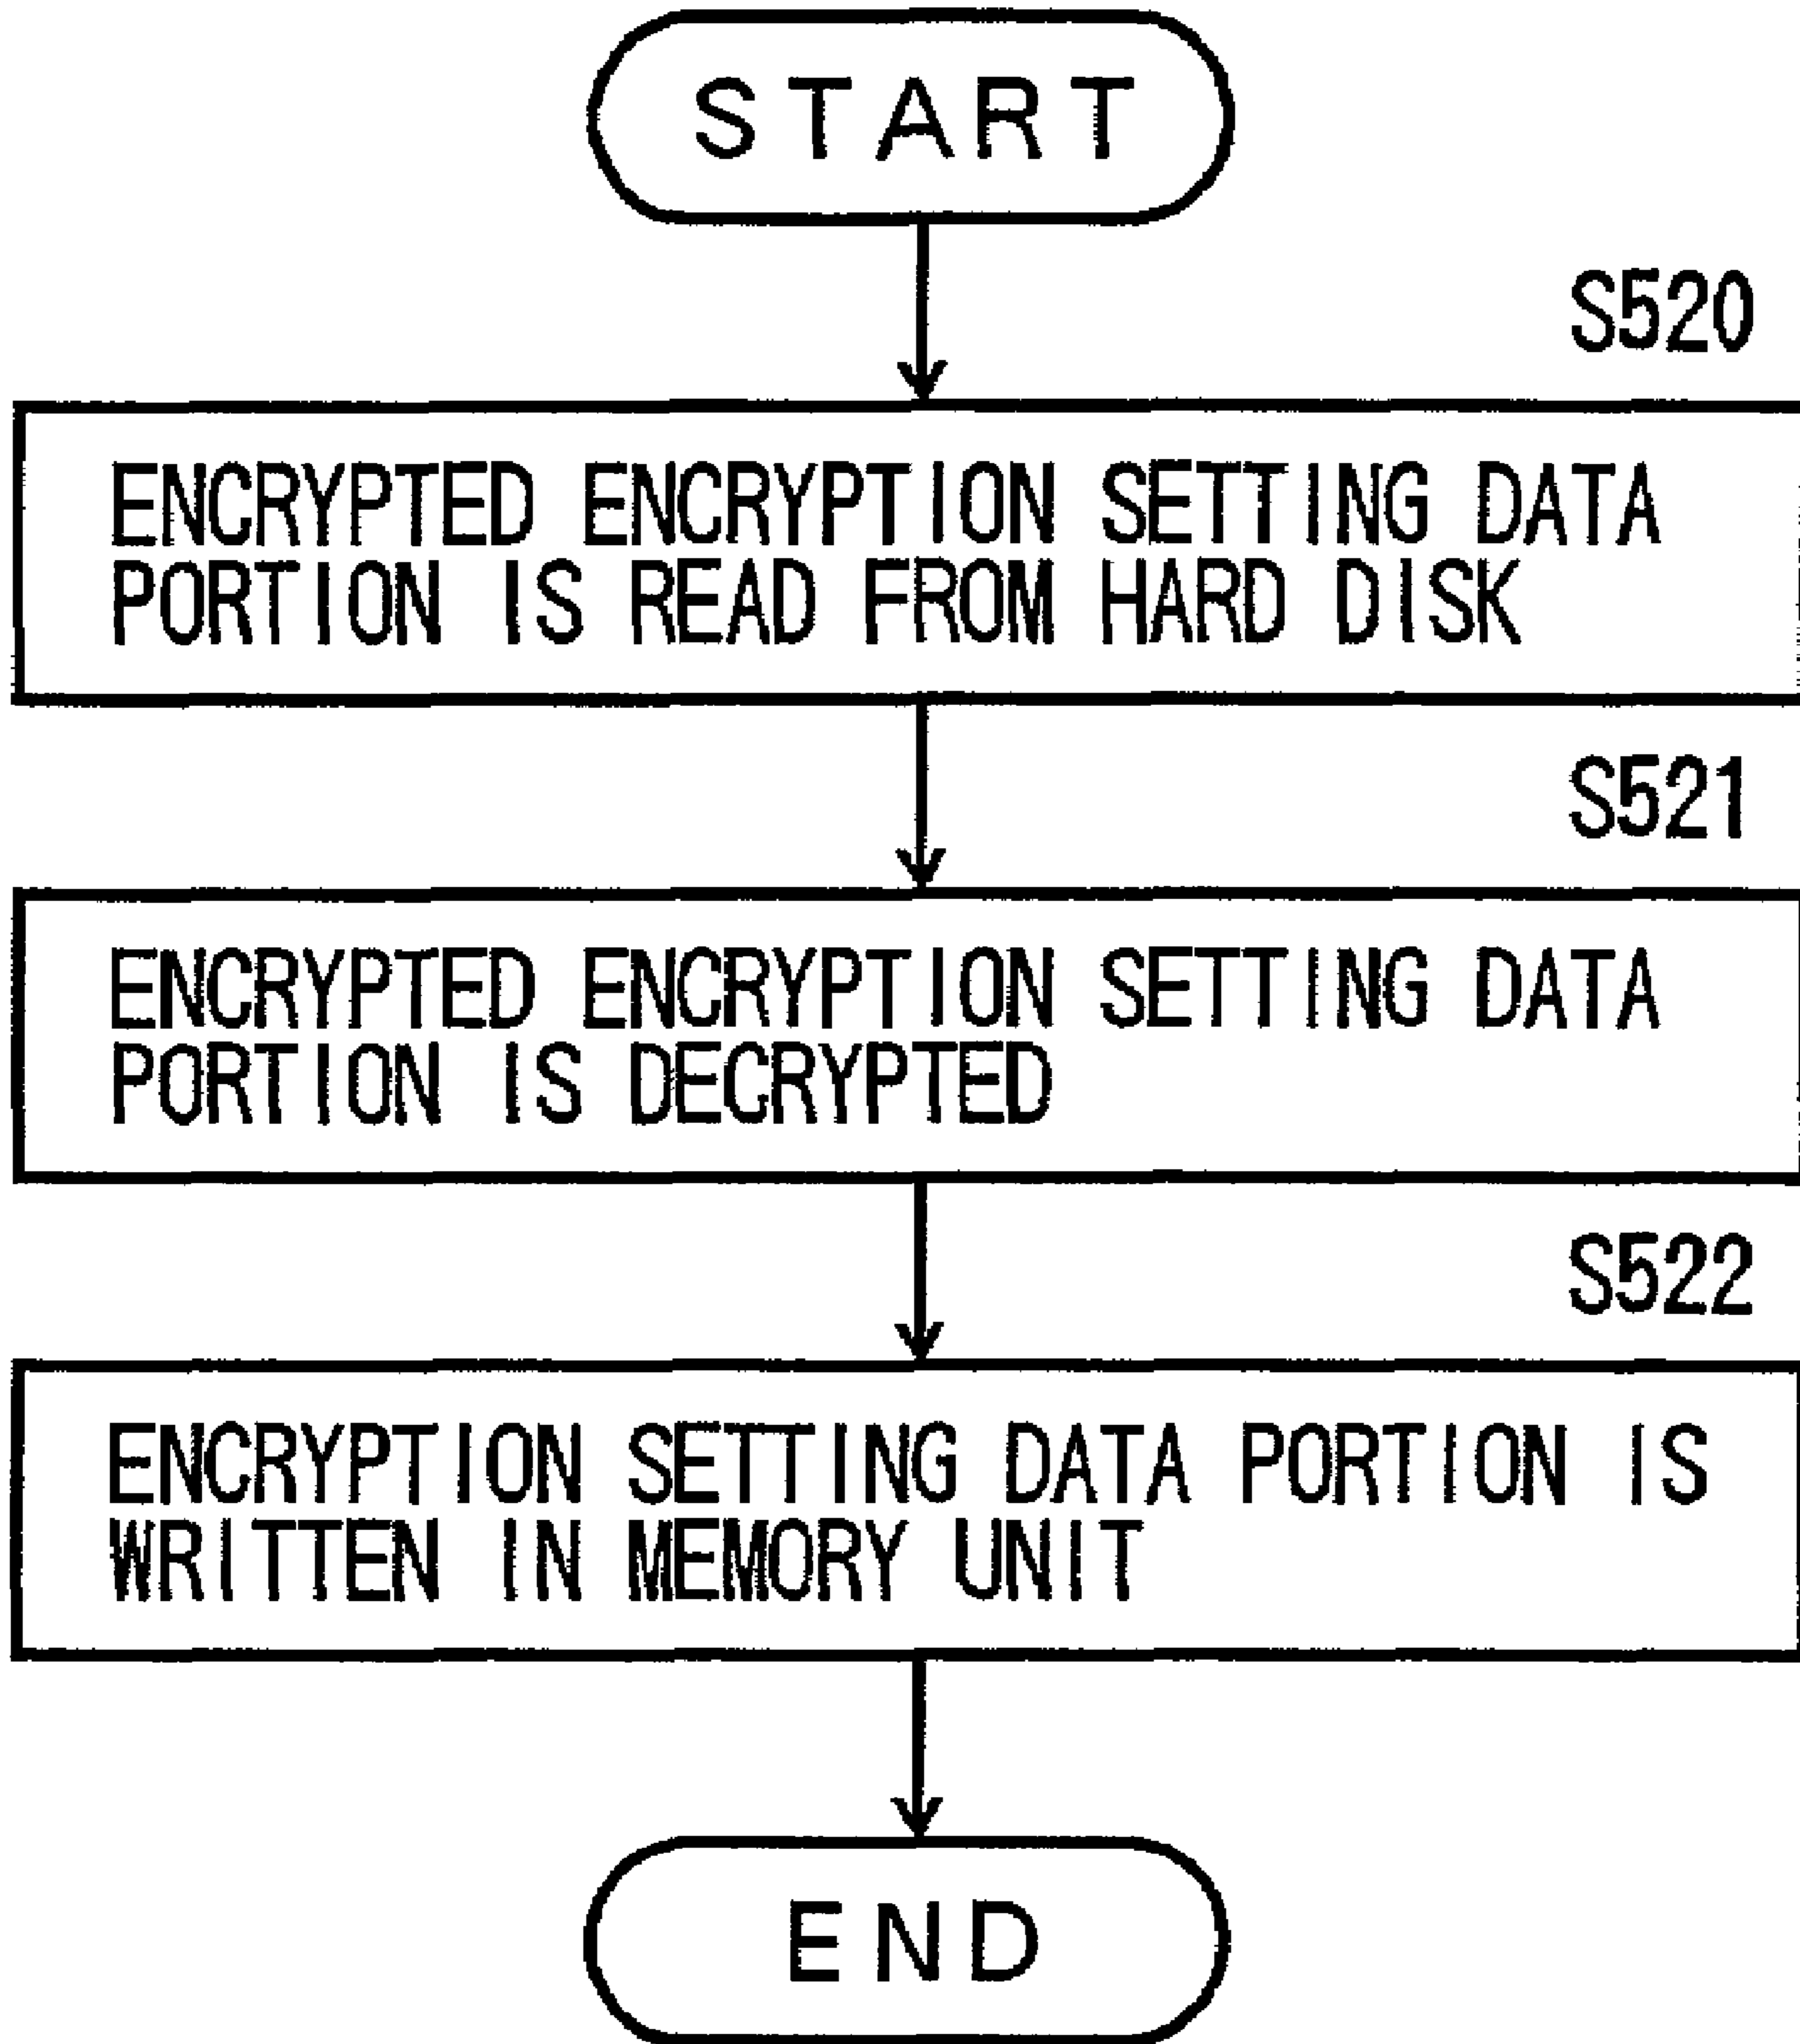 START
S520
ENCRYPTED ENCRYPTION SETTING DATA
PORTION IS READ FROM HARD DISK
S521
ENCRYPTED ENCRYPTION SETTING DATA
PORTION IS DECRYPTED
S522
ENCRYPTION SETTING DATA PORTION IS
WRITTEN IN MEMORY UNIT
END